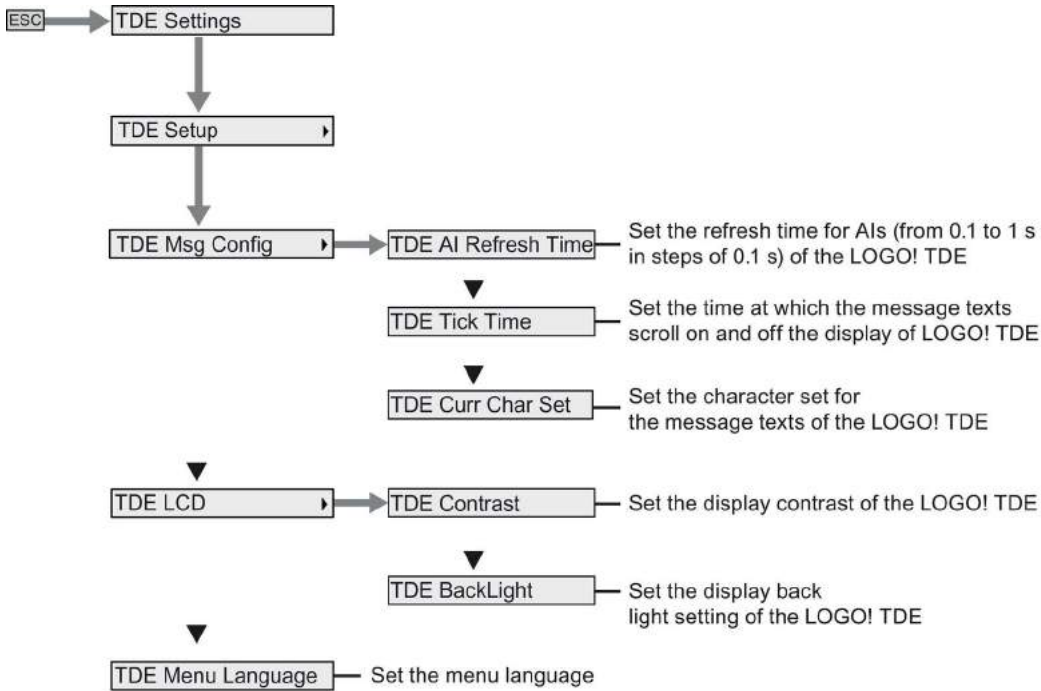 ESC
TDE Settings
TDE Setup
TDE Msg Config
TDE AI Refresh Time
Set the refresh time for AIs (from 0.1 to 1 s
in steps of 0.1 s) of the LOGO! TDE
TDE Tick Time
Set the time at which the message texts
scroll on and off the display of LOGO! TDE
TDE Curr Char Set
Set the character set for
the message texts of the LOGO! TDE
TDE LCD
TDE Contrast
Set the display contrast of the LOGO! TDE
TDE BackLight
Set the display back
light setting of the LOGO! TDE
TDE Menu Language
Set the menu language